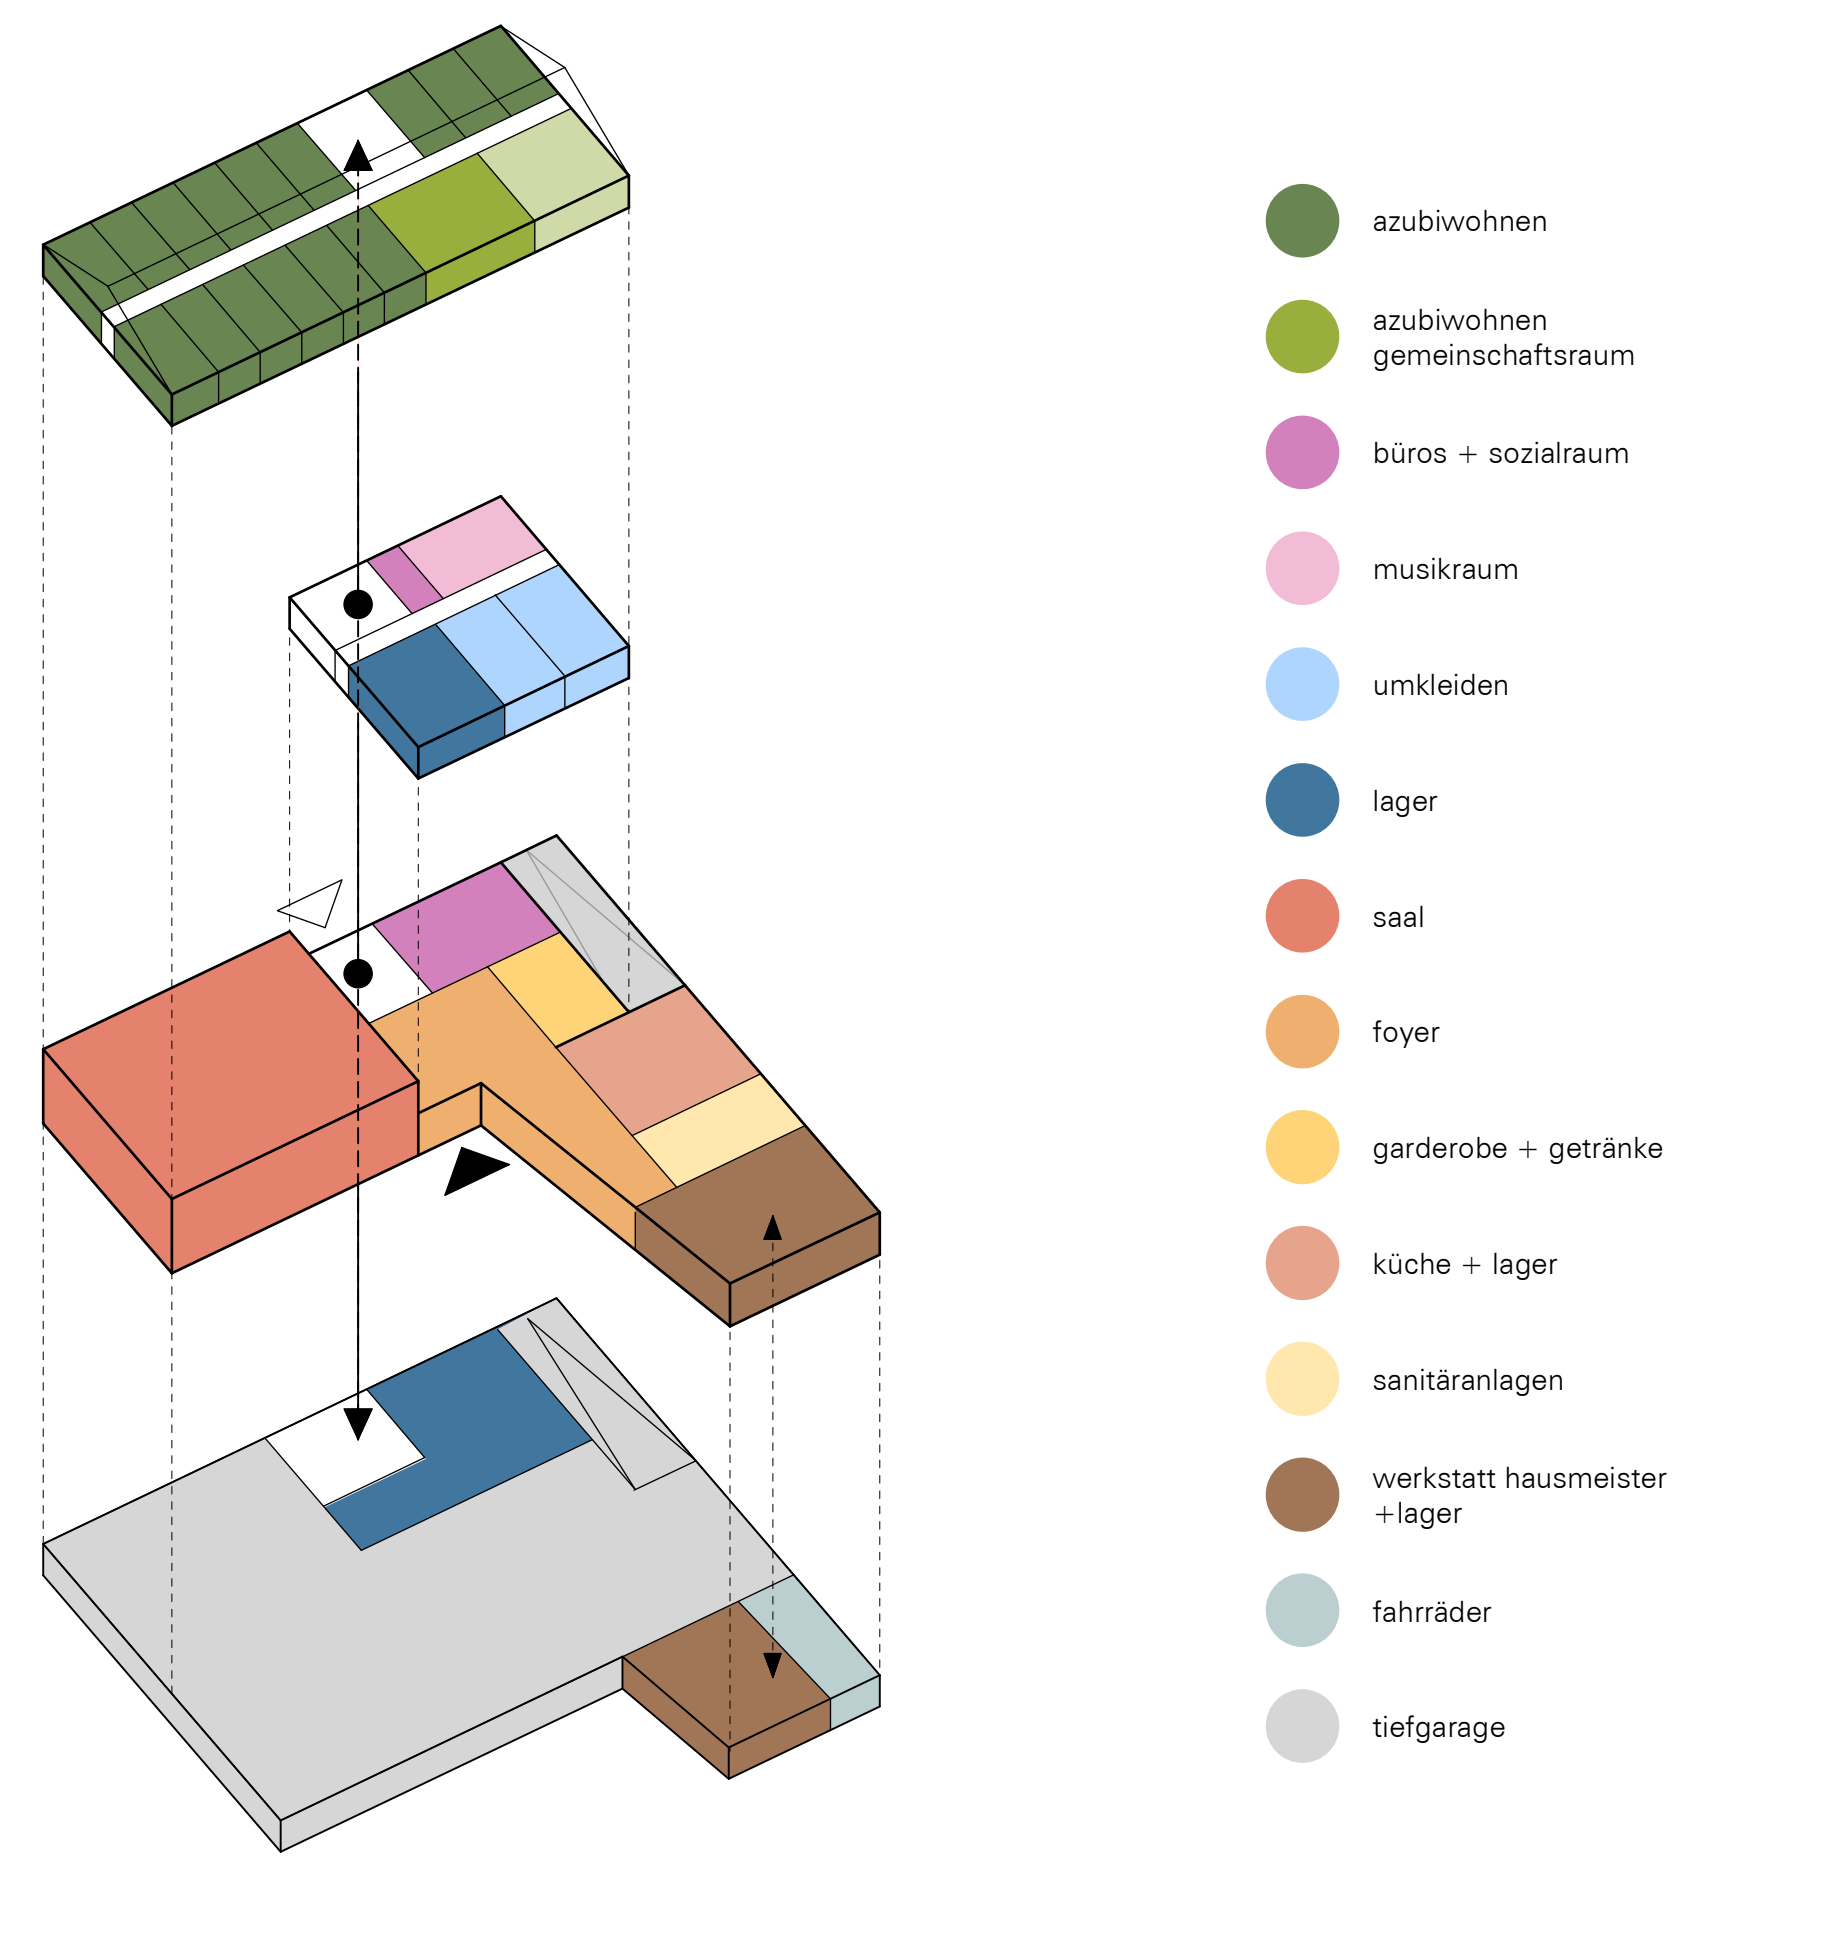 azubiwohnen
azubiwohnen
gemeinschaftsraum
büros + sozialraum
musikraum
umkleiden
lager
saal
foyer
garderobe + getränke
küche + lager
sanitäranlagen
werkstatt hausmeister
+lager
fahrräder
tiefgarage